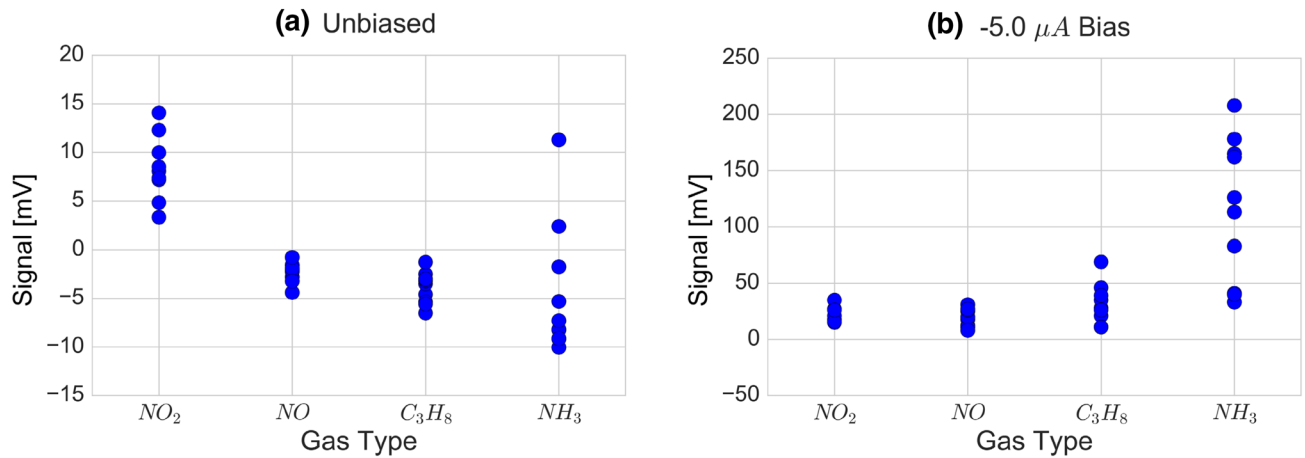 (a) Unbiased
20
15
10
5
0
−5
−10
−15
Signal [mV]
NO₂ NO C₃H₈ NH₃
Gas Type
(b) -5.0 μA Bias
250
200
150
100
50
0
−50
Signal [mV]
NO₂ NO C₃H₈ NH₃
Gas Type